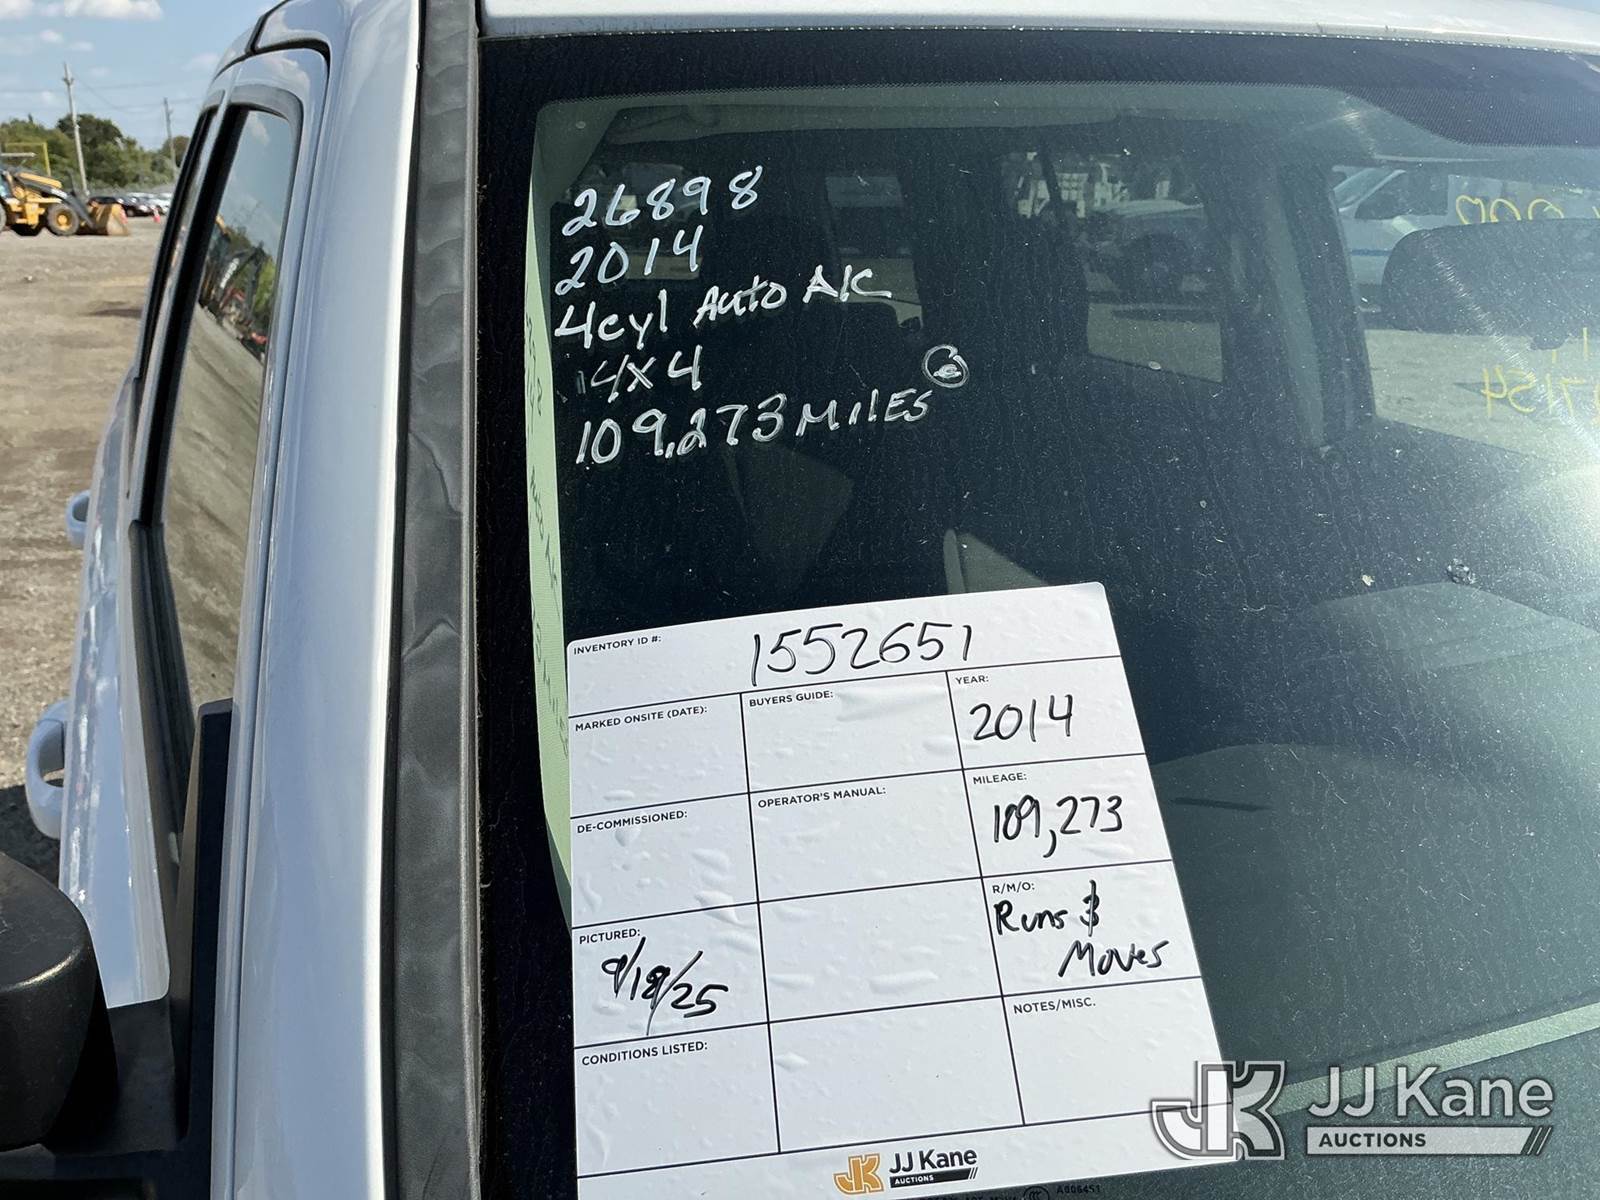 26898
2014
4cyl Auto A/C
4x4
109,273 MilES
INVENTORY ID #: 1552651
MARKED ONSITE (DATE):
BUYERS GUIDE:
YEAR: 2014
DE-COMMISSIONED:
OPERATOR'S MANUAL:
MILEAGE: 109,273
PICTURED: 9/18/25
R/M/O: Runs & Moves
CONDITIONS LISTED:
NOTES/MISC.
JJ Kane
AUCTIONS
JJ Kane
AUCTIONS